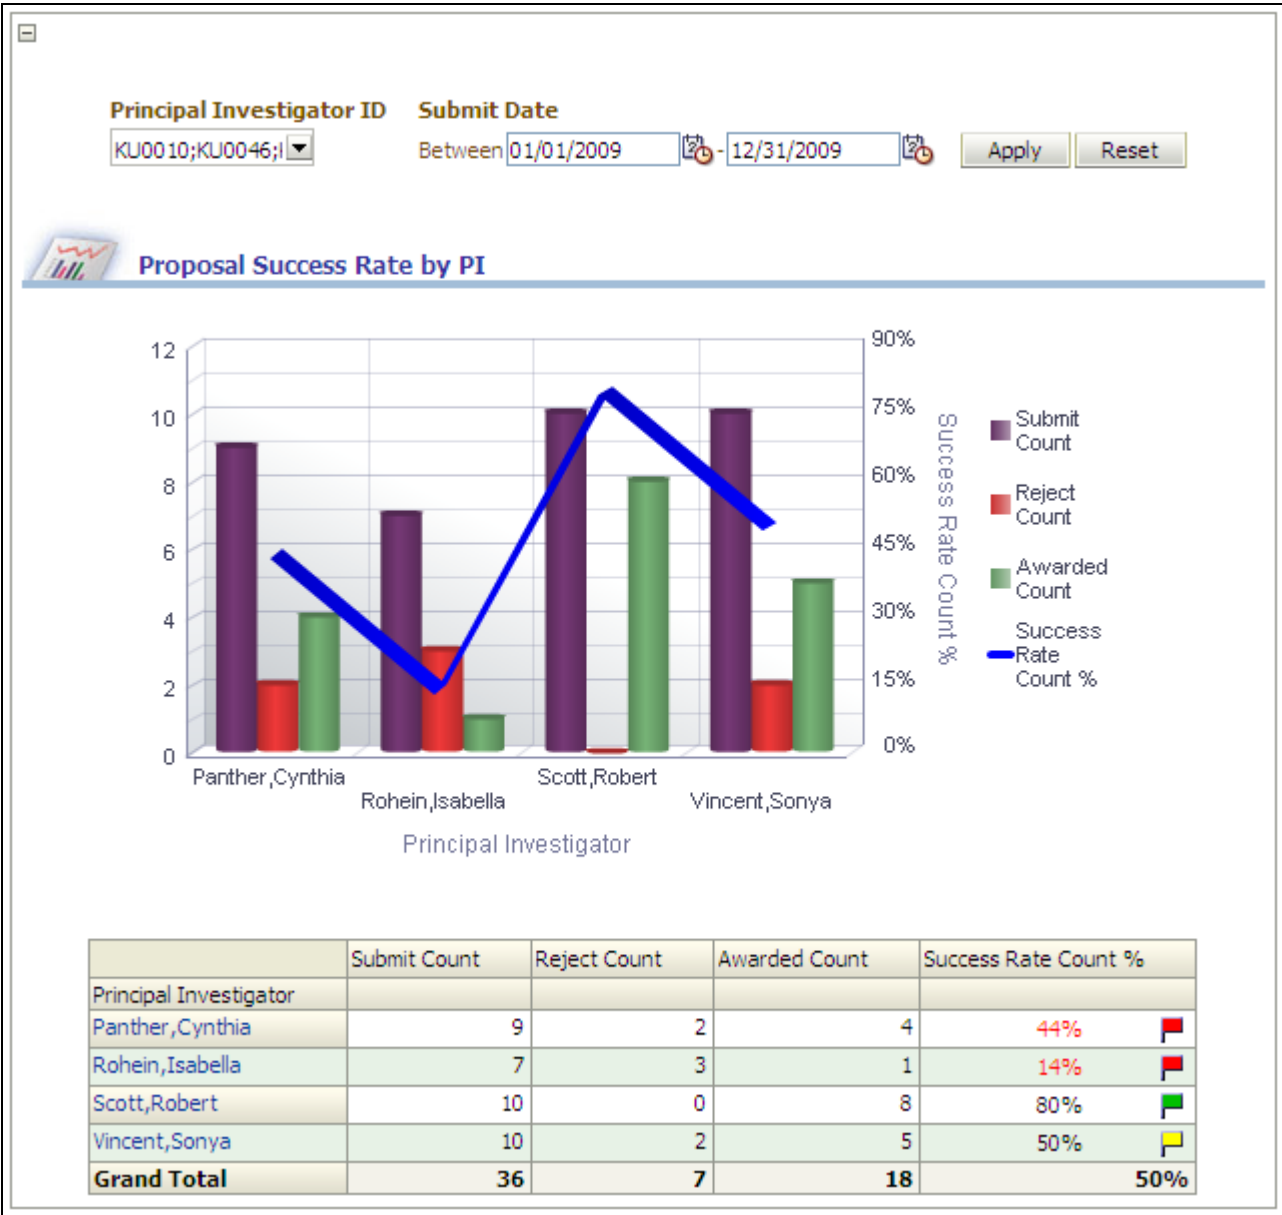 Principal Investigator ID Submit Date
KU0010;KU0046; Between 01/01/2009 - 12/31/2009 Apply Reset
Proposal Success Rate by PI
12
10
8
6
4
2
0
90%
75%
60%
45%
30%
15%
0%
Success Rate Count %
Submit
Count
Reject
Count
Awarded
Count
Success
Rate
Count %
Panther,Cynthia
Rohein,Isabella
Scott,Robert
Vincent,Sonya
Principal Investigator
Submit Count Reject Count Awarded Count Success Rate Count %
Principal Investigator
Panther,Cynthia 9 2 4 44%
Rohein,Isabella 7 3 1 14%
Scott,Robert 10 0 8 80%
Vincent,Sonya 10 2 5 50%
Grand Total 36 7 18 50%